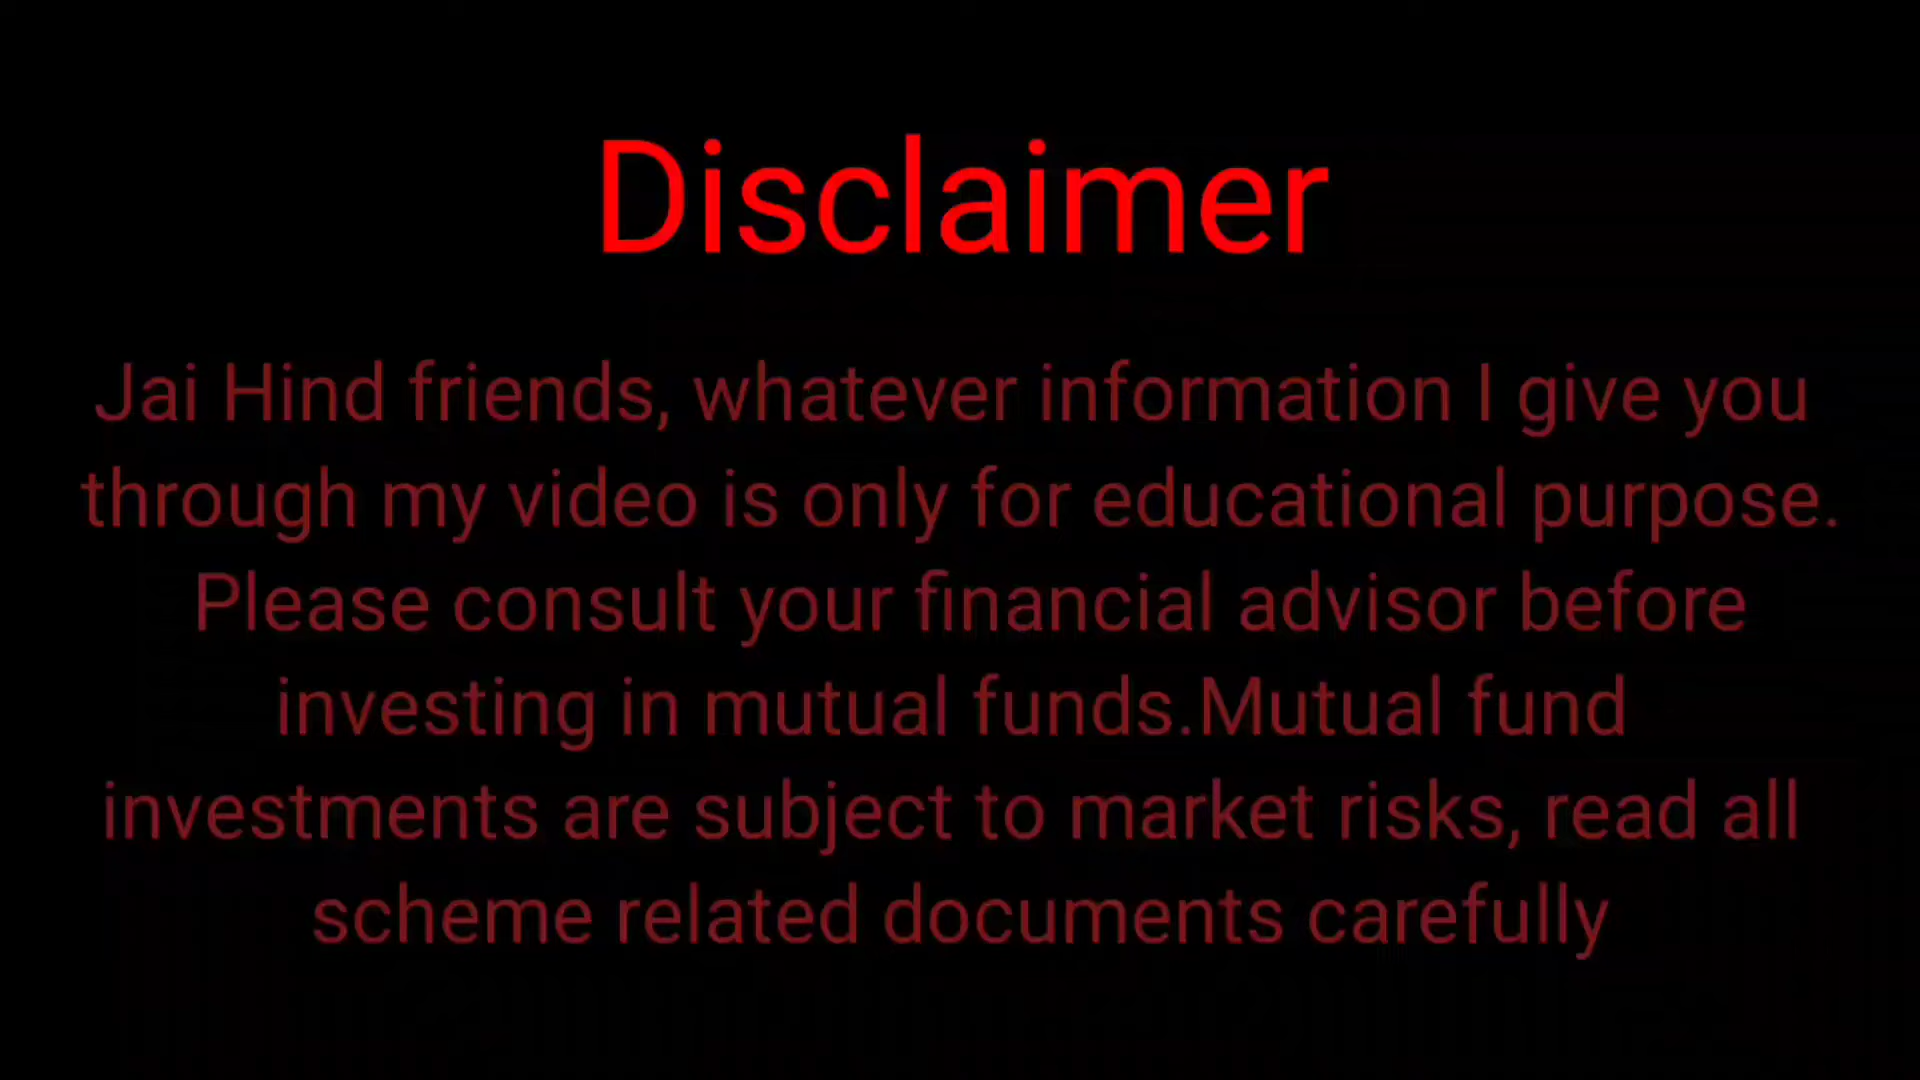 Disclaimer
Jai Hind friends, whatever information I give you
through my video is only for educational purpose.
Please consult your financial advisor before
investing in mutual funds.Mutual fund
investments are subject to market risks, read all
scheme related documents carefully